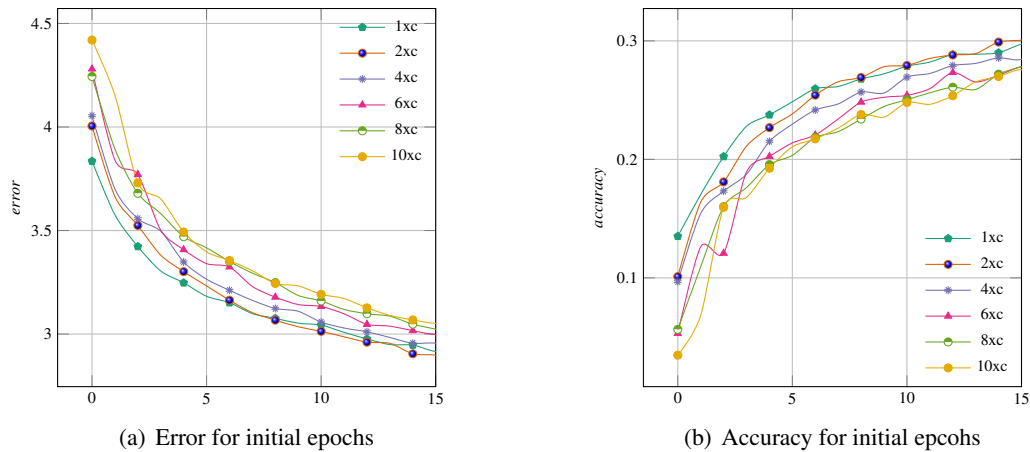 4.5
4
3.5
3
error
0
5
10
15
1xc
2xc
4xc
6xc
8xc
10xc
(a) Error for initial epochs
0.3
0.2
0.1
accuracy
0
5
10
15
1xc
2xc
4xc
6xc
8xc
10xc
(b) Accuracy for initial epcohs